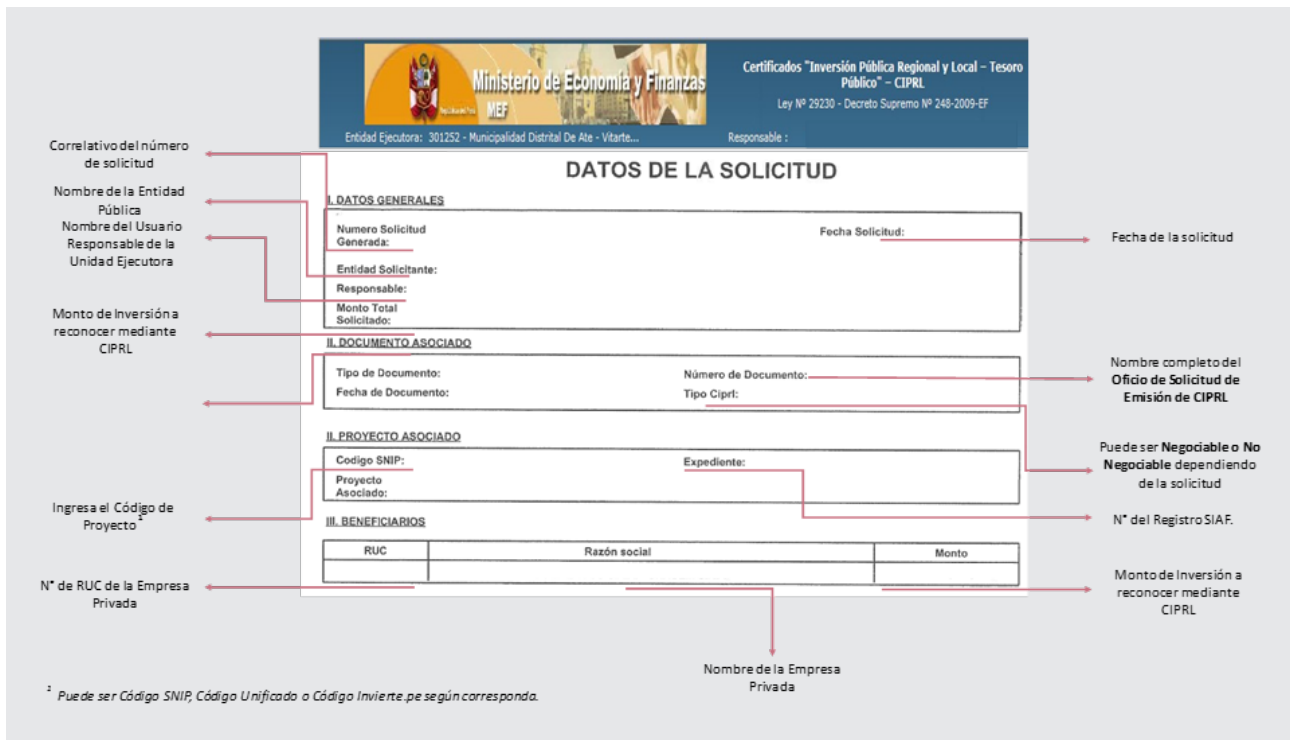 Ministerio de Economía y Finanzas
MEF
República del Perú
Certificados "Inversión Pública Regional y Local – Tesoro
Público" – CIPRL
Ley Nº 29230 - Decreto Supremo Nº 248-2009-EF
Entidad Ejecutora: 301252 - Municipalidad Distrital De Ate - Vitarte...
Responsable :
DATOS DE LA SOLICITUD
I. DATOS GENERALES
Numero Solicitud
Generada:
Fecha Solicitud:
Entidad Solicitante:
Responsable:
Monto Total
Solicitado:
II. DOCUMENTO ASOCIADO
Tipo de Documento:
Número de Documento:
Fecha de Documento:
Tipo Ciprl:
II. PROYECTO ASOCIADO
Codigo SNIP:
Expediente:
Proyecto
Asociado:
III. BENEFICIARIOS
RUC
Razón social
Monto
Correlativo del número
de solicitud
Nombre de la Entidad
Pública
Nombre del Usuario
Responsable de la
Unidad Ejecutora
Monto de Inversión a
reconocer mediante
CIPRL
Ingresa el Código de
Proyecto 1
N° de RUC de la Empresa
Privada
Fecha de la solicitud
Nombre completo del
Oficio de Solicitud de
Emisión de CIPRL
Puede ser Negociable o No
Negociable dependiendo
de la solicitud
N° del Registro SIAF.
Monto de Inversión a
reconocer mediante
CIPRL
Nombre de la Empresa
Privada
1 Puede ser Código SNIP, Código Unificado o Código Invierte.pe según corresponda.